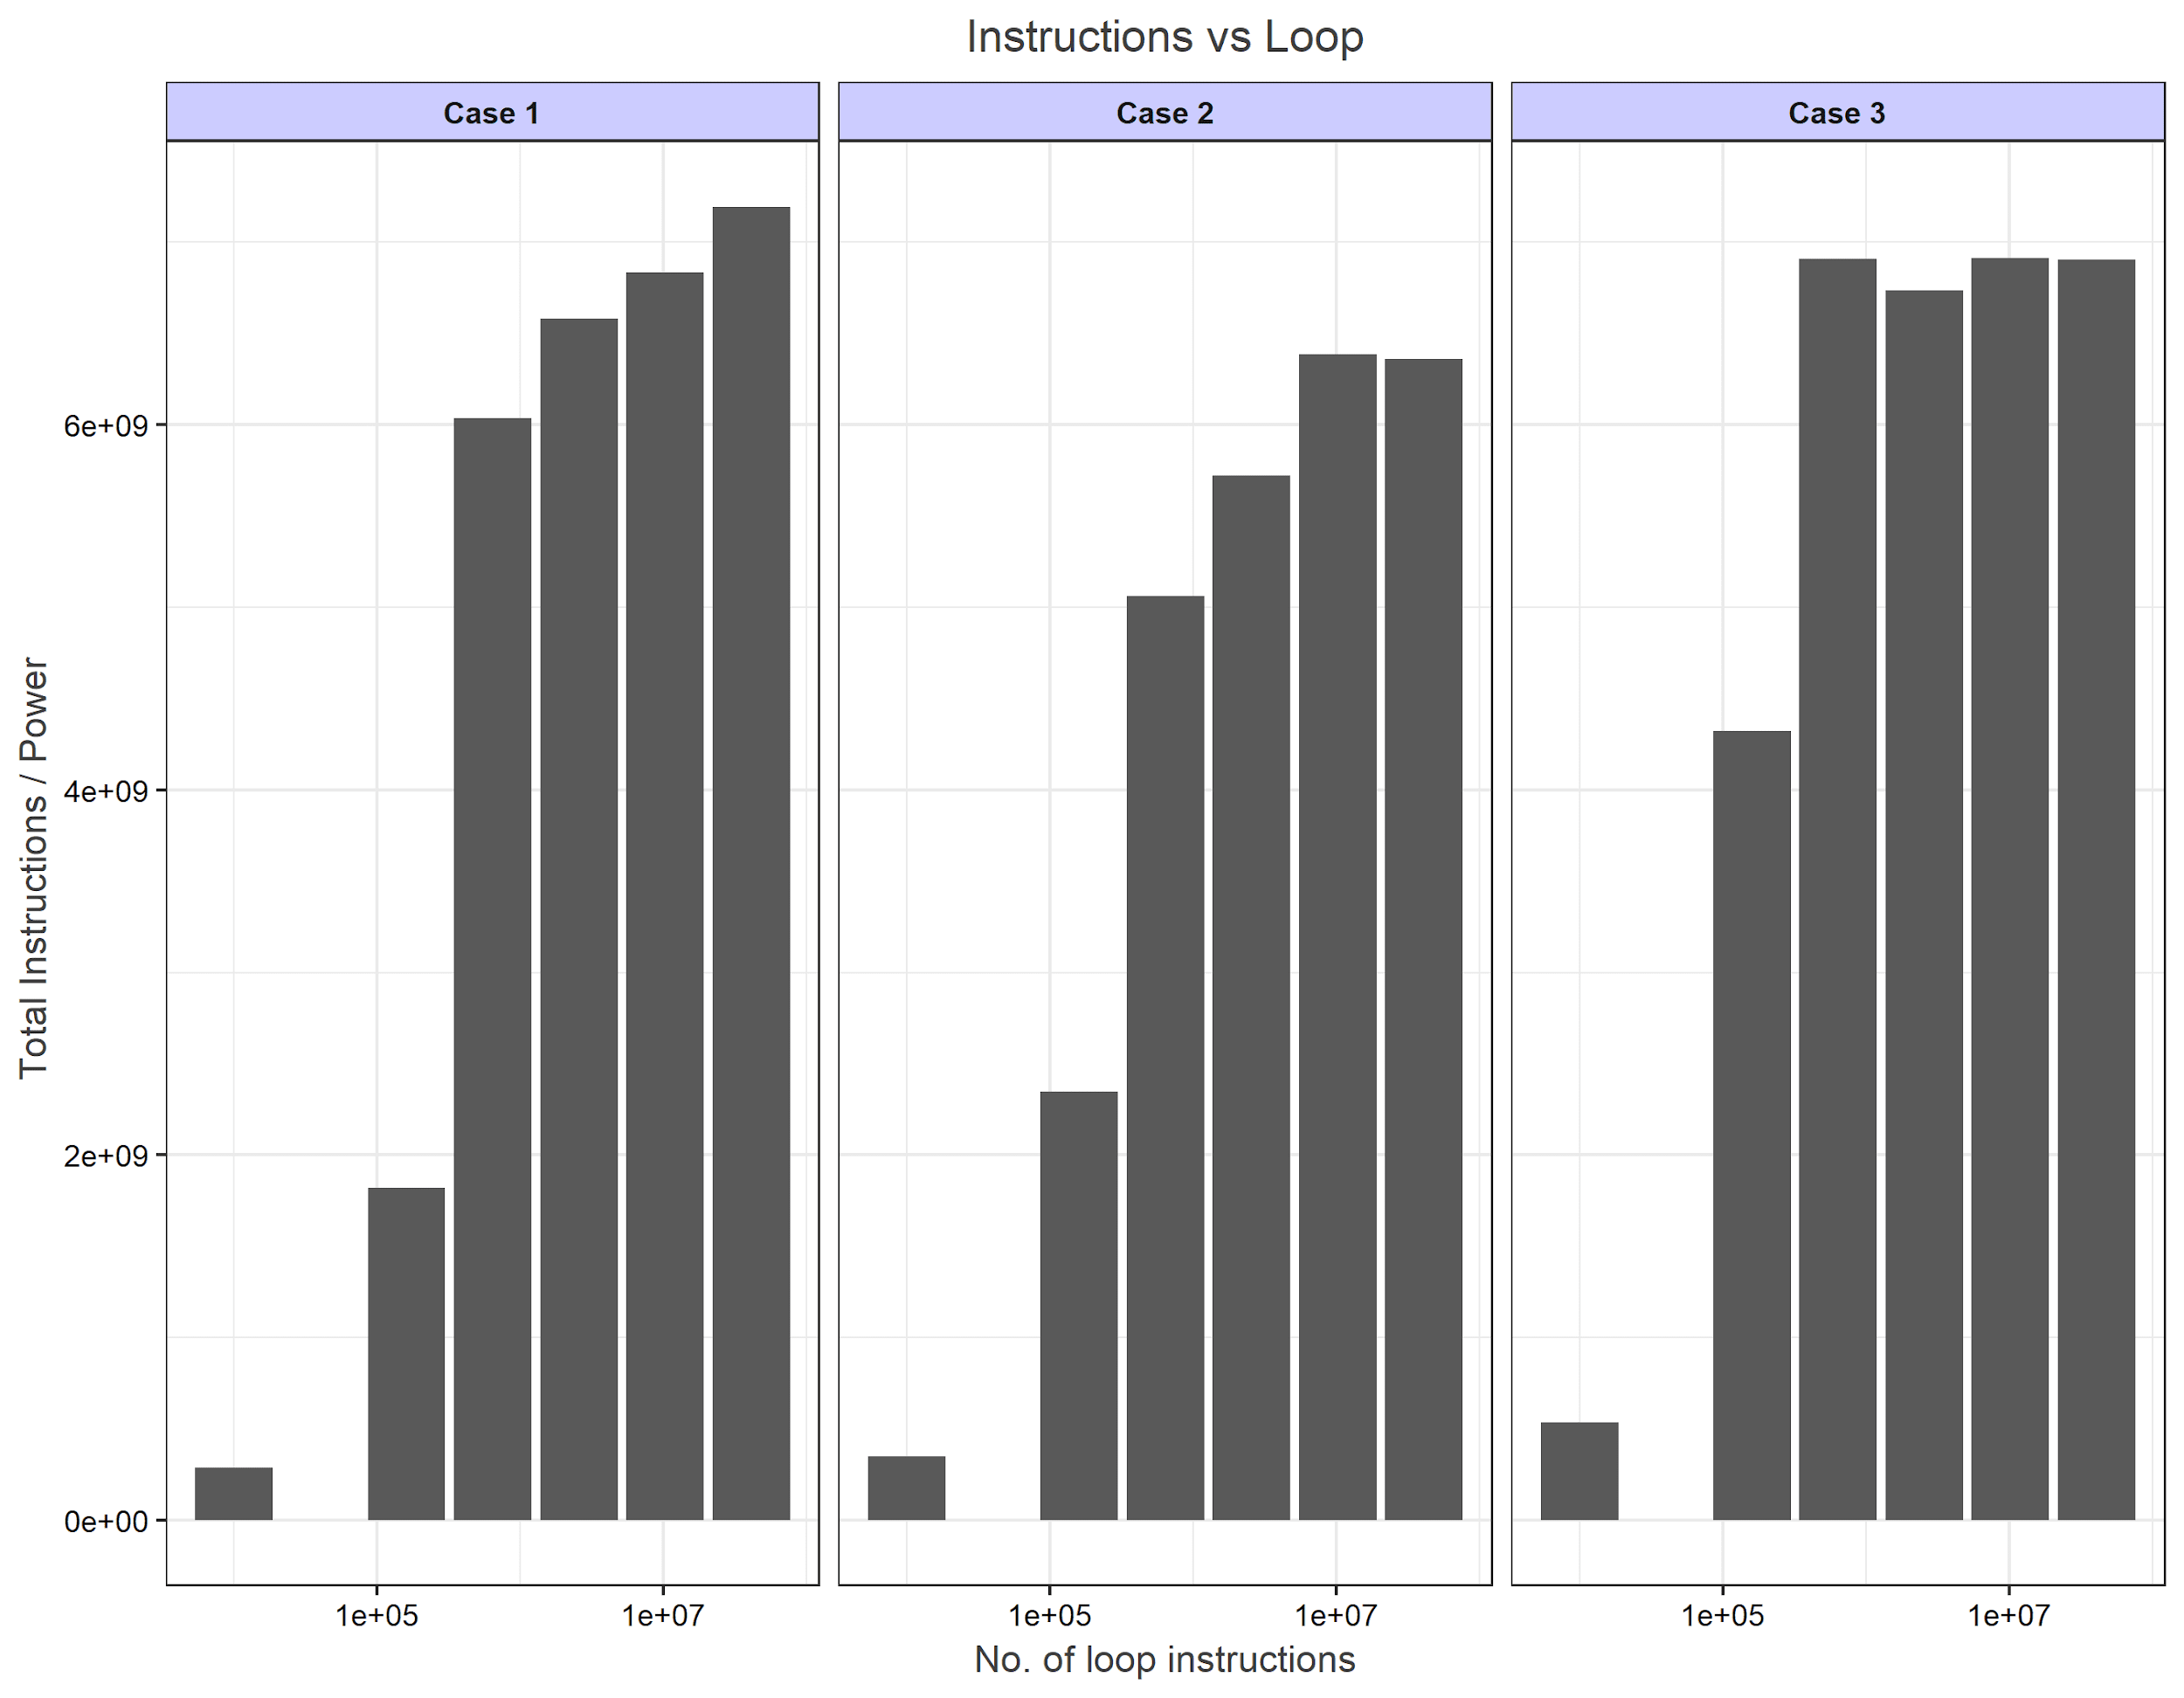 Instructions vs Loop
Case 1
Case 2
Case 3
Total Instructions / Power
6e+09
4e+09
2e+09
0e+00
1e+05
1e+07
1e+05
1e+07
1e+05
1e+07
No. of loop instructions